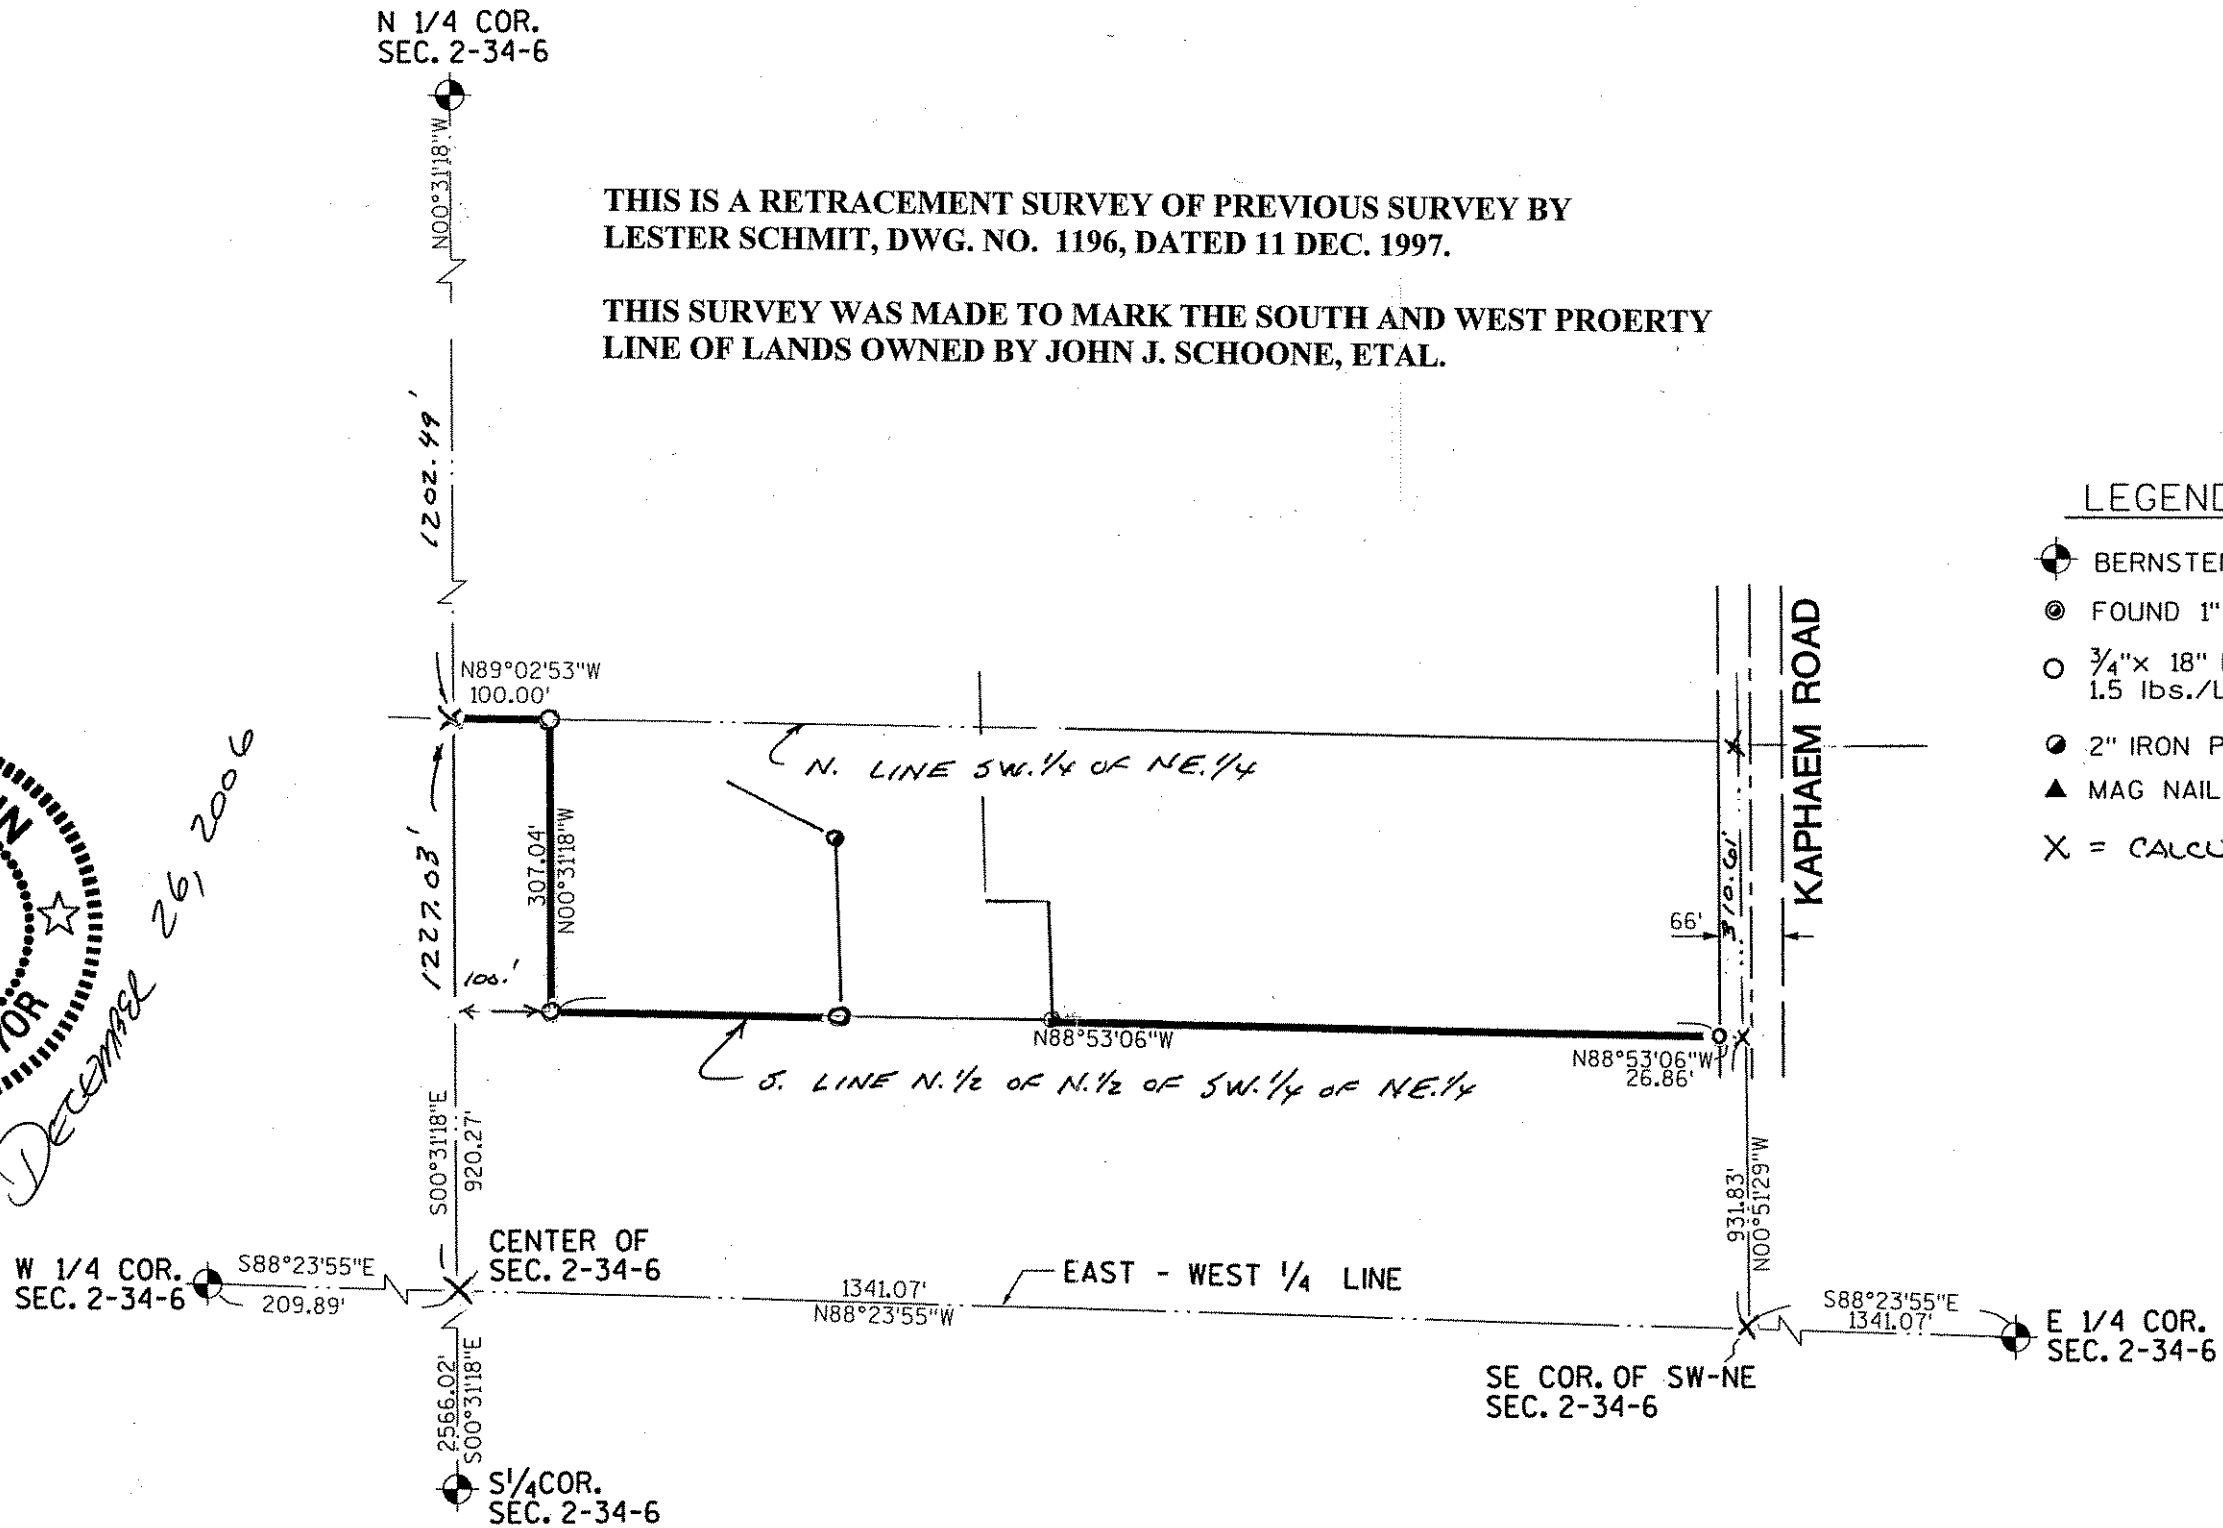 N 1/4 COR.
SEC. 2-34-6
N00°31'18"W
THIS IS A RETRACEMENT SURVEY OF PREVIOUS SURVEY BY
LESTER SCHMIT, DWG. NO. 1196, DATED 11 DEC. 1997.
THIS SURVEY WAS MADE TO MARK THE SOUTH AND WEST PROERTY
LINE OF LANDS OWNED BY JOHN J. SCHOONE, ETAL.
1202.49'
LEGEND
BERNSTE
FOUND 1"
3/4"x 18"
1.5 lbs./L
2" IRON P
MAG NAIL
X = CALCU
KAPHAEM ROAD
N89°02'53"W
100.00'
N. LINE SW.1/4 OF NE.1/4
307.04'
N00°31'18"W
1227.03'
100.'
66'
310.61'
N88°53'06"W
N88°53'06"W
26.86'
S. LINE N.1/2 OF N.1/2 OF SW.1/4 OF NE.1/4
YOR
DECEMBER 26, 2006
S00°31'18"E
920.27'
931.83'
N00°51'29"W
W 1/4 COR.
SEC. 2-34-6
S88°23'55"E
209.89'
CENTER OF
SEC. 2-34-6
1341.07'
N88°23'55"W
EAST - WEST 1/4 LINE
S88°23'55"E
1341.07'
E 1/4 COR.
SEC. 2-34-6
SE COR. OF SW-NE
SEC. 2-34-6
2566.02'
S00°31'18"E
S1/4COR.
SEC. 2-34-6